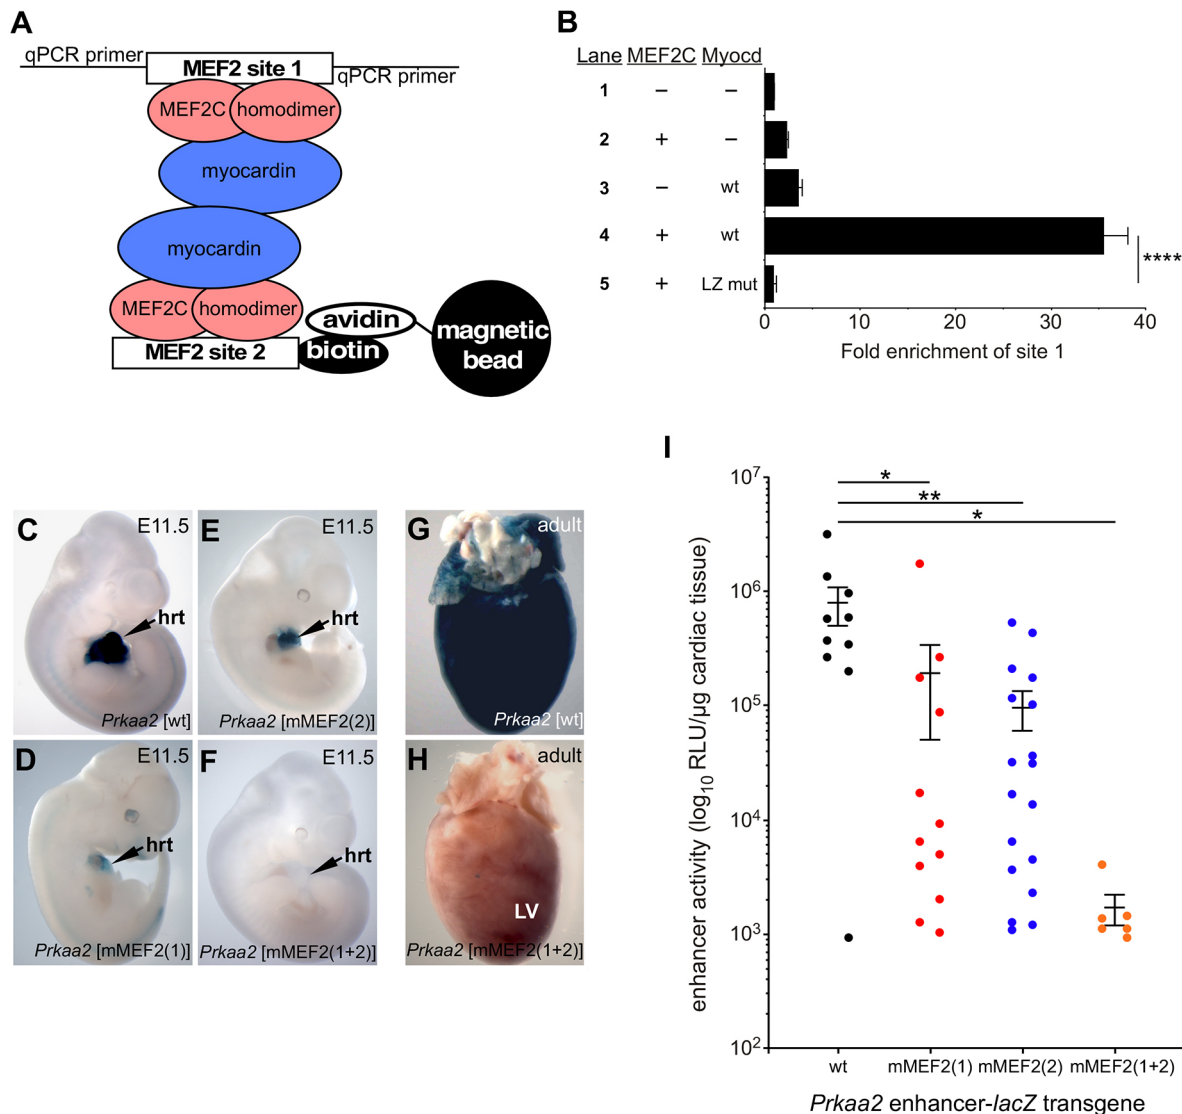 A
qPCR primer
MEF2 site 1
qPCR primer
MEF2C homodimer
myocardin
myocardin
MEF2C homodimer
avidin
MEF2 site 2
biotin
magnetic
bead
B
Lane MEF2C Myocd
1 – –
2 + –
3 – wt
4 + wt
5 + LZ mut
****
0 10 20 30 40
Fold enrichment of site 1
C
E11.5
hrt
Prkaa2 [wt]
E
E11.5
hrt
Prkaa2 [mMEF2(2)]
G
adult
Prkaa2 [wt]
D
E11.5
hrt
Prkaa2 [mMEF2(1)]
F
E11.5
hrt
Prkaa2 [mMEF2(1+2)]
H
adult
LV
Prkaa2 [mMEF2(1+2)]
I
enhancer activity (log10 RLU/µg cardiac tissue)
10⁷
10⁶
10⁵
10⁴
10³
10²
*
**
*
wt mMEF2(1) mMEF2(2) mMEF2(1+2)
Prkaa2 enhancer-lacZ transgene